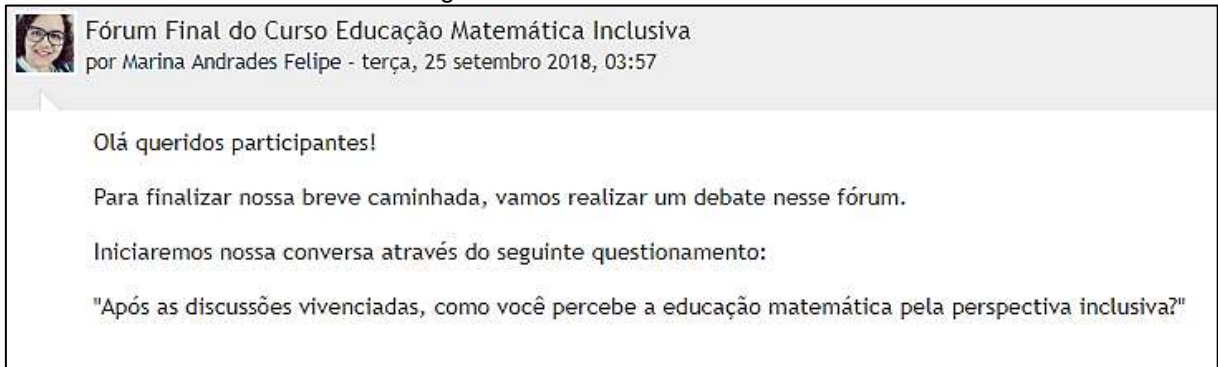 Fórum Final do Curso Educação Matemática Inclusiva
por Marina Andrades Felipe - terça, 25 setembro 2018, 03:57
Olá queridos participantes!
Para finalizar nossa breve caminhada, vamos realizar um debate nesse fórum.
Iniciaremos nossa conversa através do seguinte questionamento:
"Após as discussões vivenciadas, como você percebe a educação matemática pela perspectiva inclusiva?"